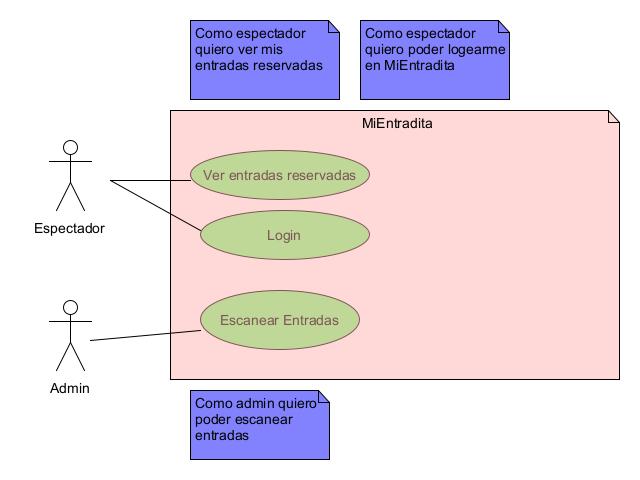 Como espectador
quiero ver mis
entradas reservadas
Como espectador
quiero poder logearme
en MiEntradita
MiEntradita
Ver entradas reservadas
Espectador
Login
Escanear Entradas
Admin
Como admin quiero
poder escanear
entradas